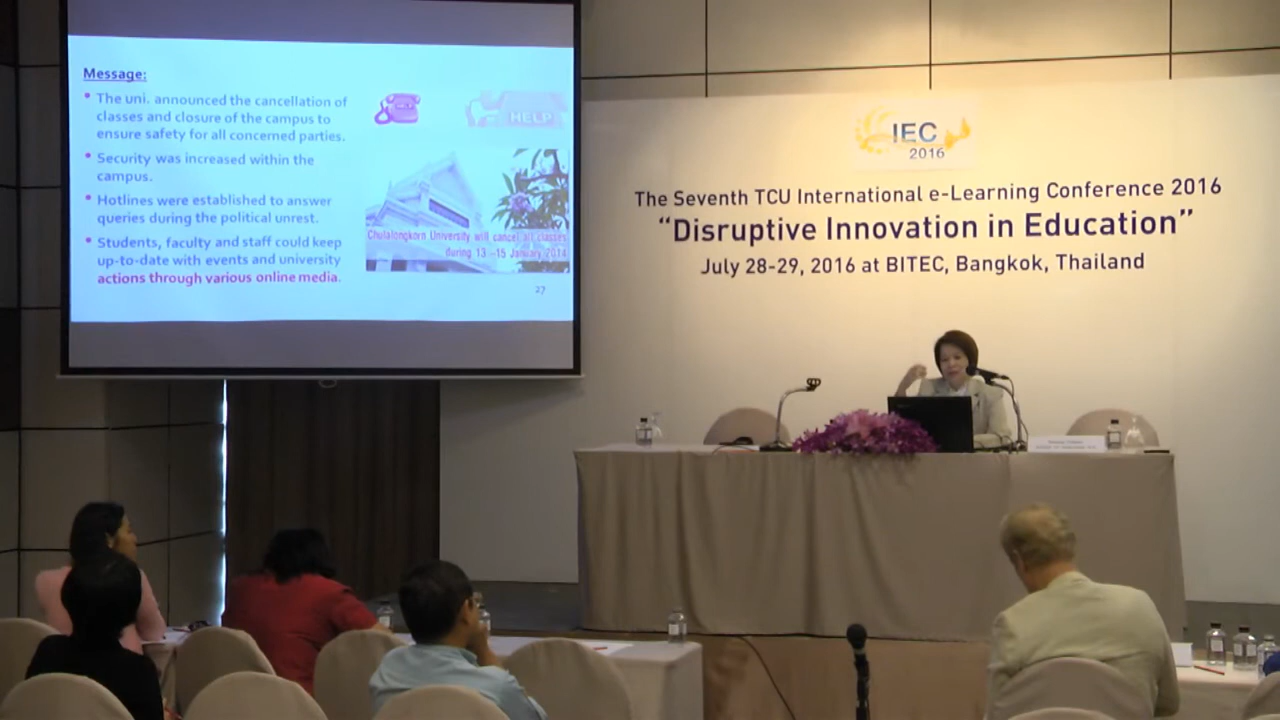 Message:
• The uni. announced the cancellation of
classes and closure of the campus to
ensure safety for all concerned parties.
• Security was increased within the
campus.
• Hotlines were established to answer
queries during the political unrest.
• Students, faculty and staff could keep
up-to-date with events and university
actions through various online media.
HELP
Chulalongkorn University will cancel all classes
during 13 –15 January 2014
27
IEC
2016
The Seventh TCU International e-Learning Conference 2016
“Disruptive Innovation in Education”
July 28-29, 2016 at BITEC, Bangkok, Thailand